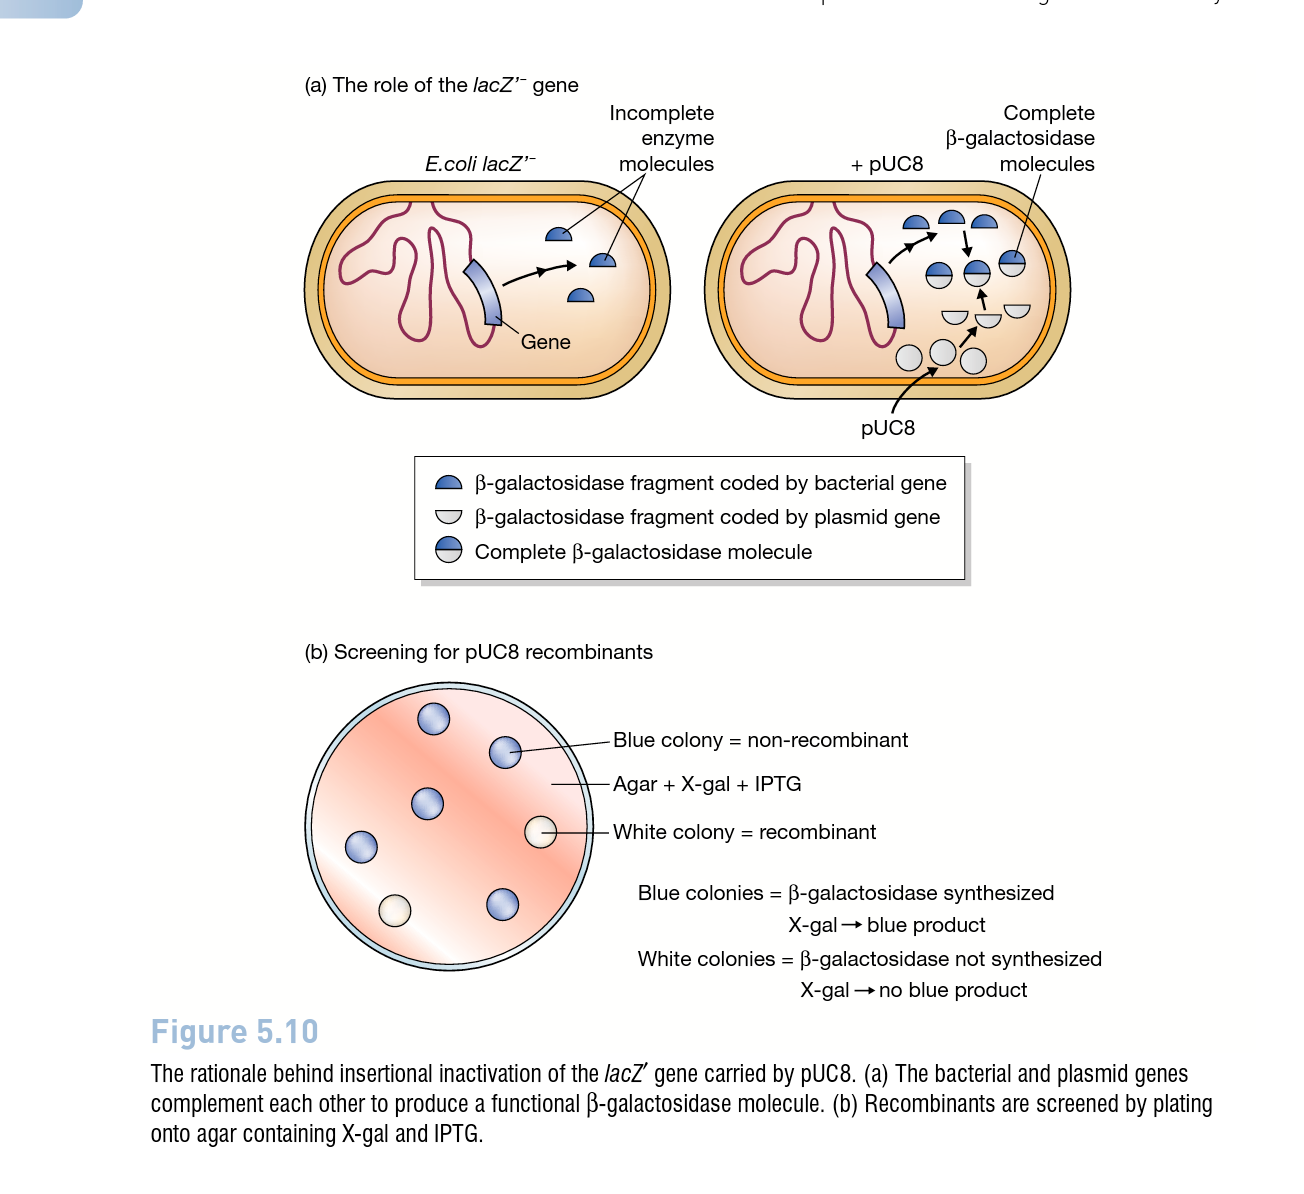 (a) The role of the lacZ’⁻ gene
Incomplete
enzyme
molecules
E.coli lacZ’⁻
Complete
β-galactosidase
molecules
+ pUC8
Gene
pUC8
β-galactosidase fragment coded by bacterial gene
β-galactosidase fragment coded by plasmid gene
Complete β-galactosidase molecule
(b) Screening for pUC8 recombinants
Blue colony = non-recombinant
Agar + X-gal + IPTG
White colony = recombinant
Blue colonies = β-galactosidase synthesized
X-gal → blue product
White colonies = β-galactosidase not synthesized
X-gal → no blue product
Figure 5.10
The rationale behind insertional inactivation of the lacZ′ gene carried by pUC8. (a) The bacterial and plasmid genes
complement each other to produce a functional β-galactosidase molecule. (b) Recombinants are screened by plating
onto agar containing X-gal and IPTG.